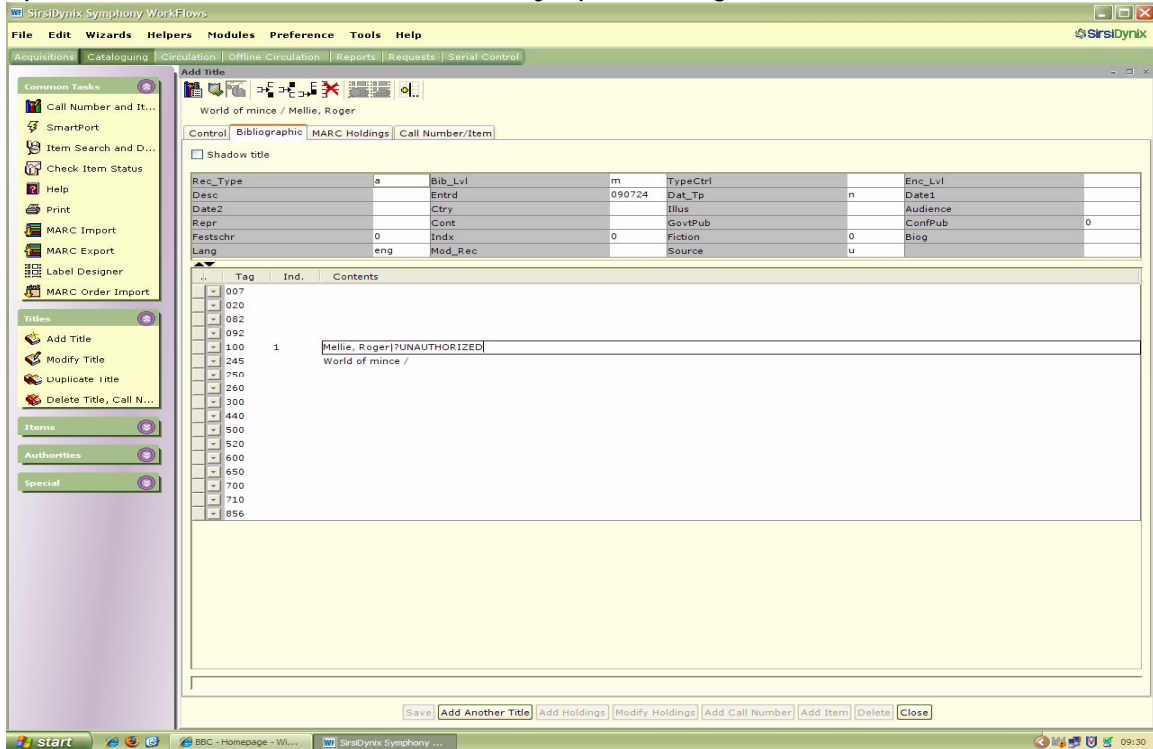 SirsiDynix Symphony WorkFlows
File Edit Wizards Helpers Modules Preference Tools Help
SirsiDynix
Acquisitions Cataloguing Circulation Offline Circulation Reports Requests Serial Control
Add Title
Common Tasks
Call Number and It...
SmartPort
Item Search and D...
Check Item Status
Help
Print
MARC Import
MARC Export
Label Designer
MARC Order Import
Titles
Add Title
Modify Title
Duplicate Title
Delete Title, Call N...
Items
Authorities
Special
World of mince / Mellie, Roger
Control Bibliographic MARC Holdings Call Number/Item
Shadow title
Rec_Type a Bib_Lvl m TypeCtrl Enc_Lvl
Desc Entrd 090724 Dat_Tp n Date1
Date2 Ctry Illus Audience
Repr Cont GovtPub ConfPub 0
Festschr 0 Indx 0 Fiction 0 Biog
Lang eng Mod_Rec Source u
.. Tag Ind. Contents
007
020
082
092
100 1 Mellie, Roger|?UNAUTHORIZED
245 World of mince /
250
260
300
440
500
520
600
650
700
710
856
Save Add Another Title Add Holdings Modify Holdings Add Call Number Add Item Delete Close
start BBC - Homepage - Wi... SirsiDynix Symphony ... 09:30